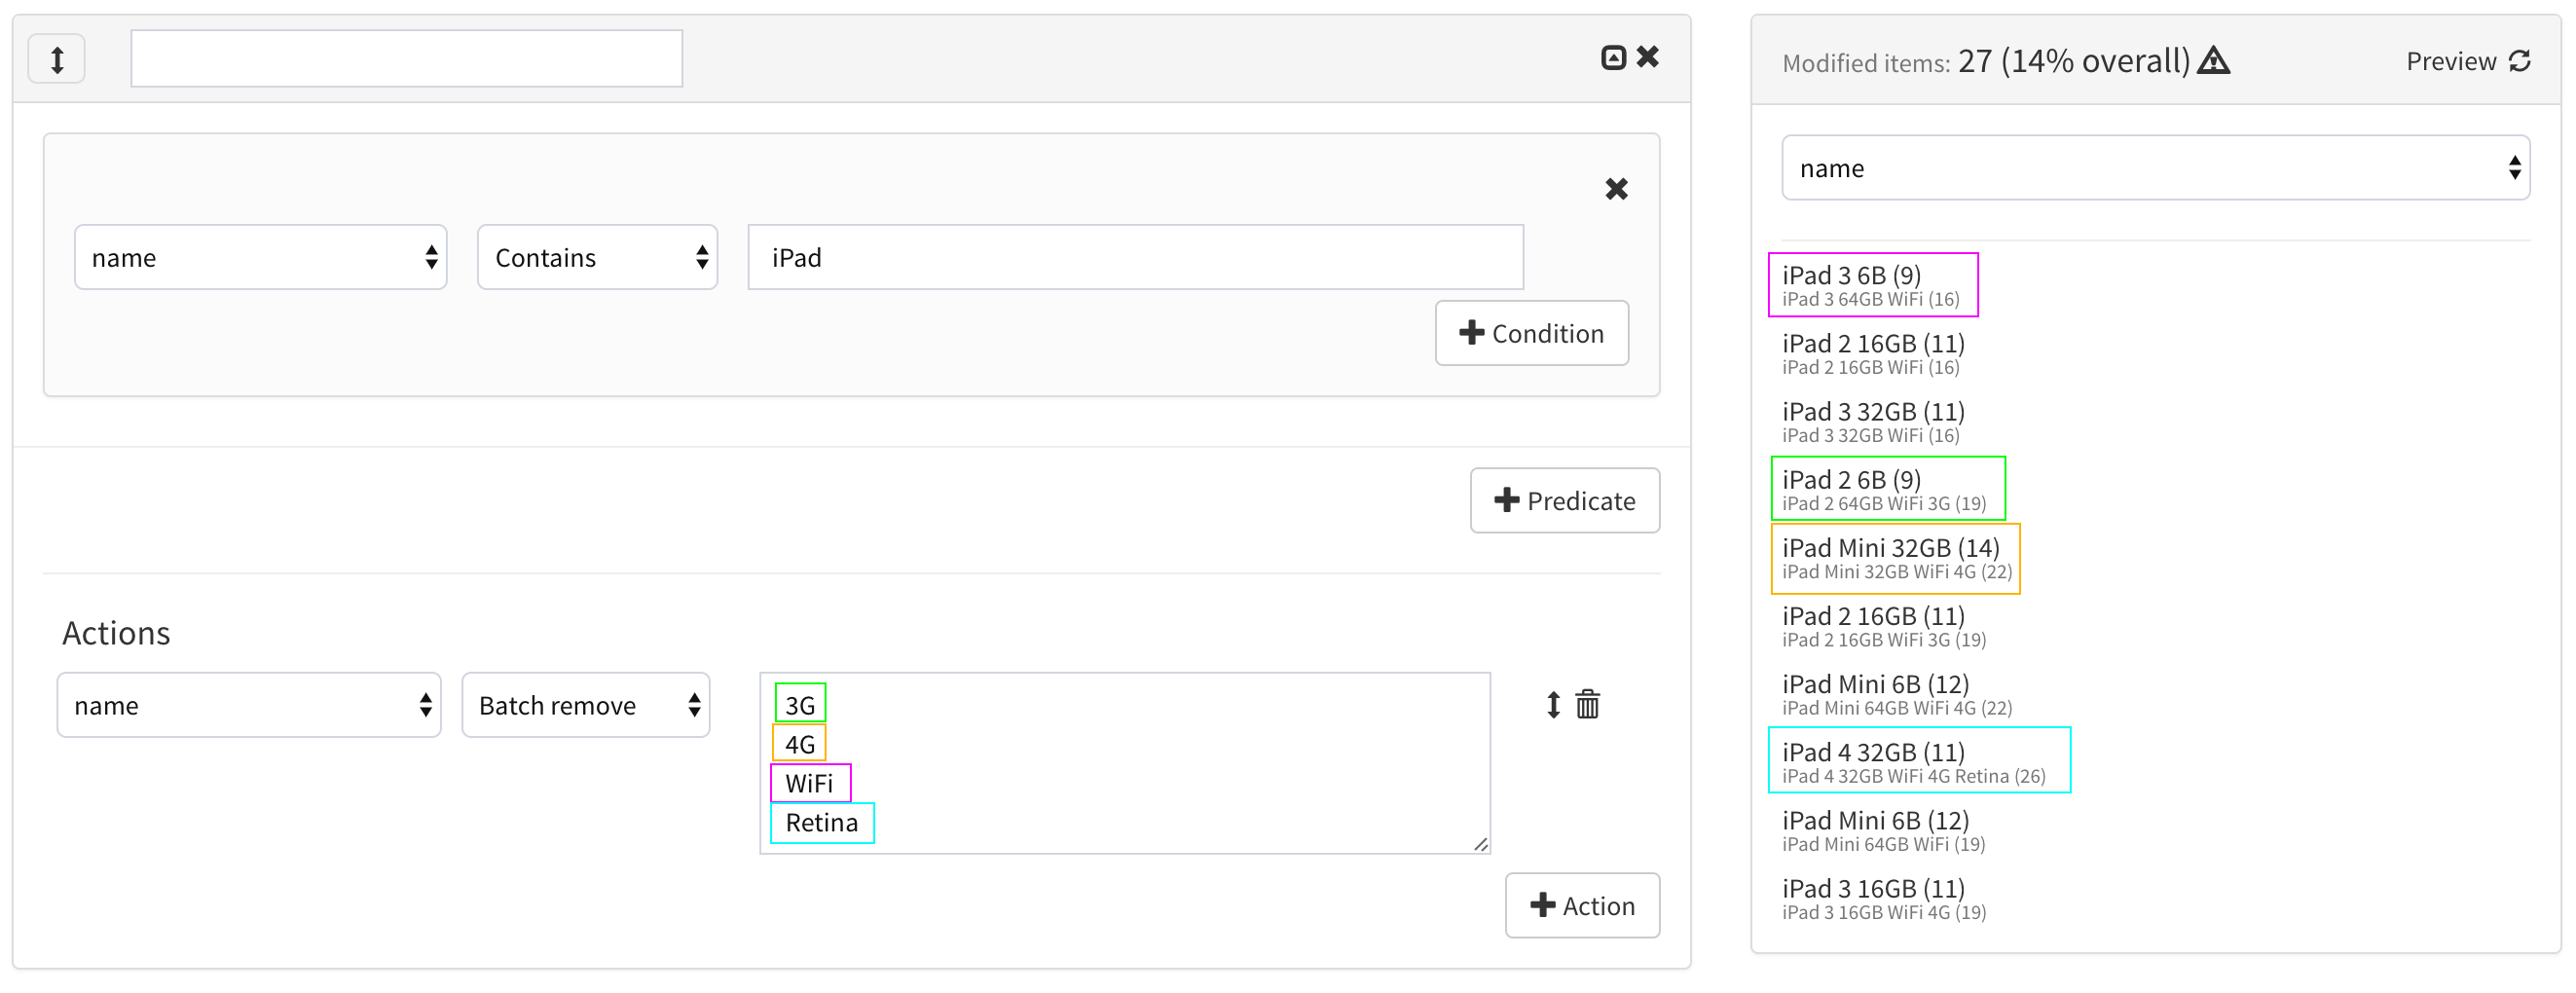 name
Contains
iPad
Condition
Predicate
Actions
name
Batch remove
3G
4G
WiFi
Retina
Action
Modified items: 27 (14% overall)
Preview
name
iPad 3 6B (9)
iPad 3 64GB WiFi (16)
iPad 2 16GB (11)
iPad 2 16GB WiFi (16)
iPad 3 32GB (11)
iPad 3 32GB WiFi (16)
iPad 2 6B (9)
iPad 2 64GB WiFi 3G (19)
iPad Mini 32GB (14)
iPad Mini 32GB WiFi 4G (22)
iPad 2 16GB (11)
iPad 2 16GB WiFi 3G (19)
iPad Mini 6B (12)
iPad Mini 64GB WiFi 4G (22)
iPad 4 32GB (11)
iPad 4 32GB WiFi 4G Retina (26)
iPad Mini 6B (12)
iPad Mini 64GB WiFi (19)
iPad 3 16GB (11)
iPad 3 16GB WiFi 4G (19)